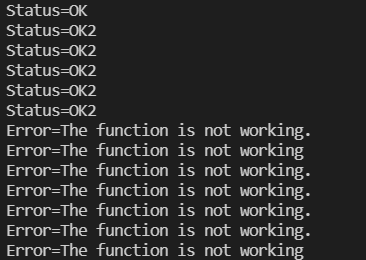 Status=OK
Status=OK2
Status=OK2
Status=OK2
Status=OK2
Status=OK2
Error=The function is not working.
Error=The function is not working
Error=The function is not working.
Error=The function is not working.
Error=The function is not working.
Error=The function is not working.
Error=The function is not working